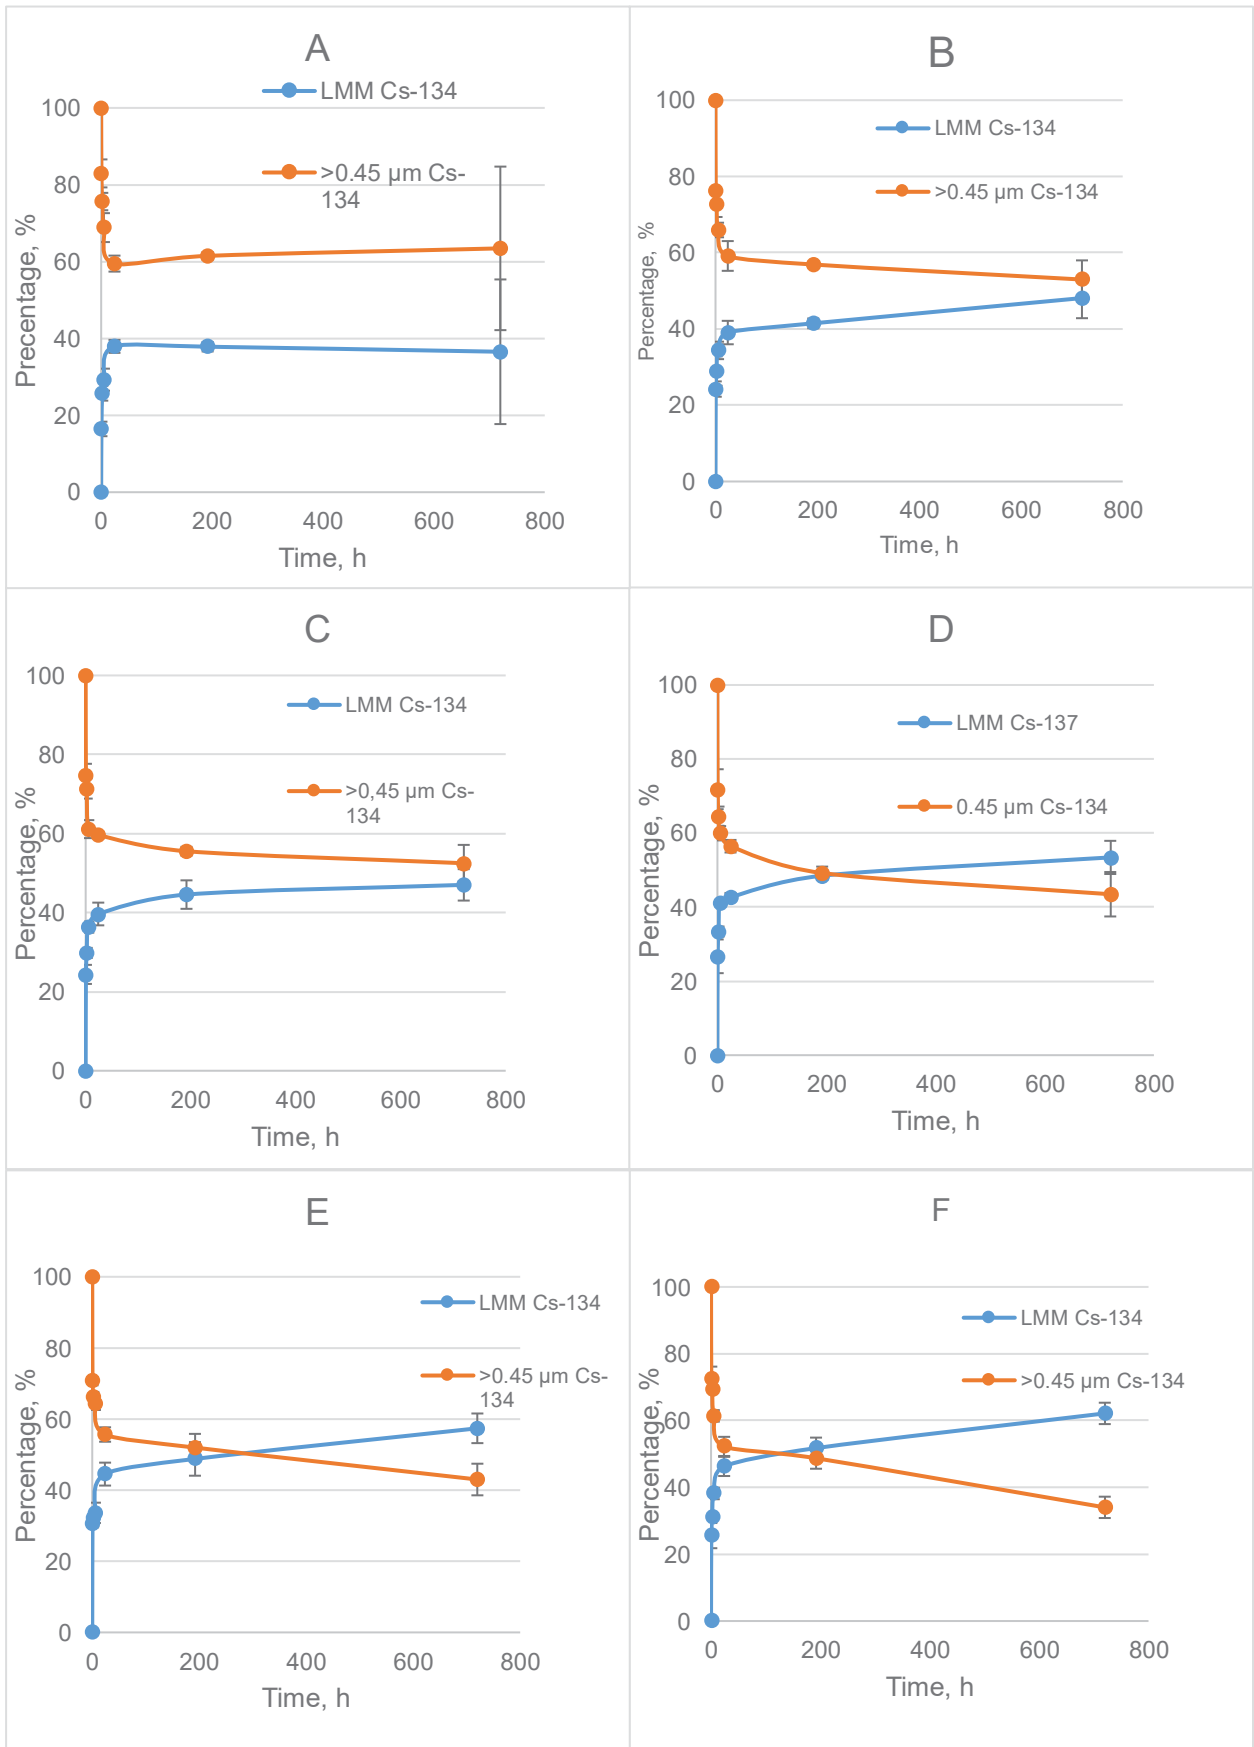 A
LMM Cs-134
>0.45 µm Cs-
134
100
80
60
40
20
0
Precentage, %
0 200 400 600 800
Time, h
B
LMM Cs-134
>0.45 µm Cs-134
100
80
60
40
20
0
Percentage, %
0 200 400 600 800
Time, h
C
LMM Cs-134
>0,45 µm Cs-
134
100
80
60
40
20
0
Percentage, %
0 200 400 600 800
Time, h
D
LMM Cs-137
0.45 µm Cs-134
100
80
60
40
20
0
Percentage, %
0 200 400 600 800
Time, h
E
LMM Cs-134
>0.45 µm Cs-
134
100
80
60
40
20
0
Percentage, %
0 200 400 600 800
Time, h
F
LMM Cs-134
>0.45 µm Cs-134
100
80
60
40
20
0
Percentage, %
0 200 400 600 800
Time, h